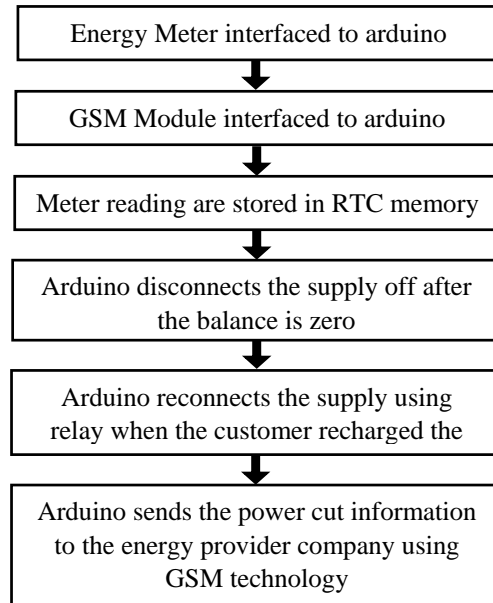 Energy Meter interfaced to arduino
GSM Module interfaced to arduino
Meter reading are stored in RTC memory
Arduino disconnects the supply off after
the balance is zero
Arduino reconnects the supply using
relay when the customer recharged the
Arduino sends the power cut information
to the energy provider company using
GSM technology